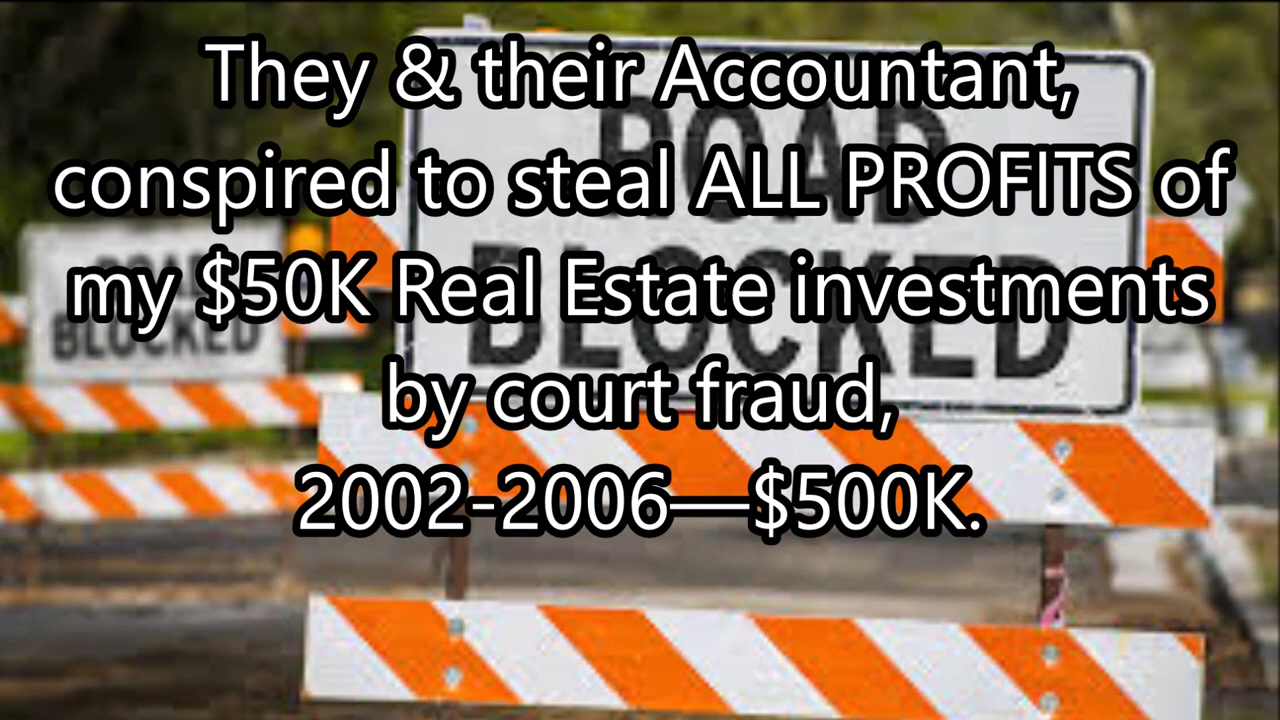 They & their Accountant,
conspired to steal ALL PROFITS of
my $50K Real Estate investments
by court fraud,
2002-2006—$500K.
ROAD
BLOCKED
ROAD
BLOCKED